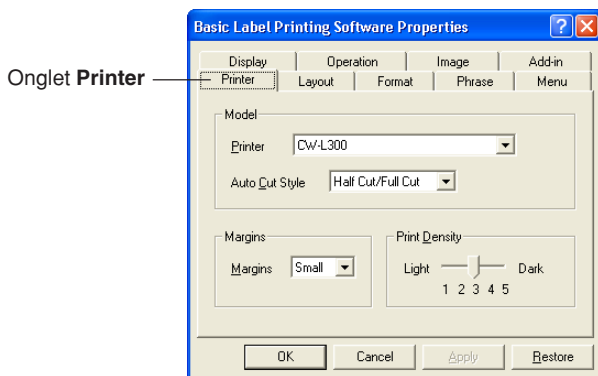 Basic Label Printing Software Properties
Display Operation Image Add-in
Onglet Printer
Printer Layout Format Phrase Menu
Model
Printer CW-L300
Auto Cut Style Half Cut/Full Cut
Margins Print Density
Margins Small Light Dark
1 2 3 4 5
OK Cancel Apply Restore